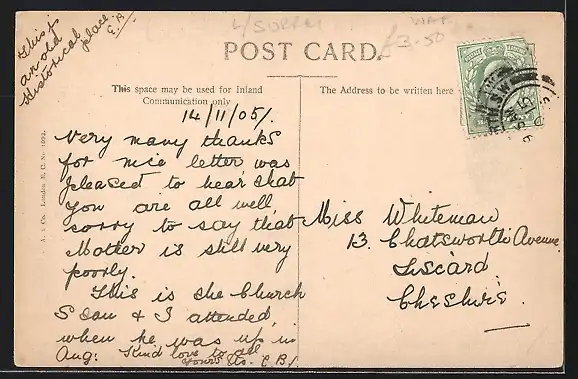 This is
an old
Historical
place.
E.B.
L/SURREY
WAR
£3-50
POST CARD.
This space may be used for Inland
Communication only
The Address to be written here
14/11/05/.
Very many thanks
for nice letter was
pleased to hear that
you are all well
sorry to say that
Mother is still very
poorly.
This is the Church
& I attended,
when he was up in
Aug: Kind love to all
Yours E.B/.
Miss Whiteman
13. Chatsworth Avenue
Liscard.
Cheshire.
& Co., London, E.C. No.
S.W